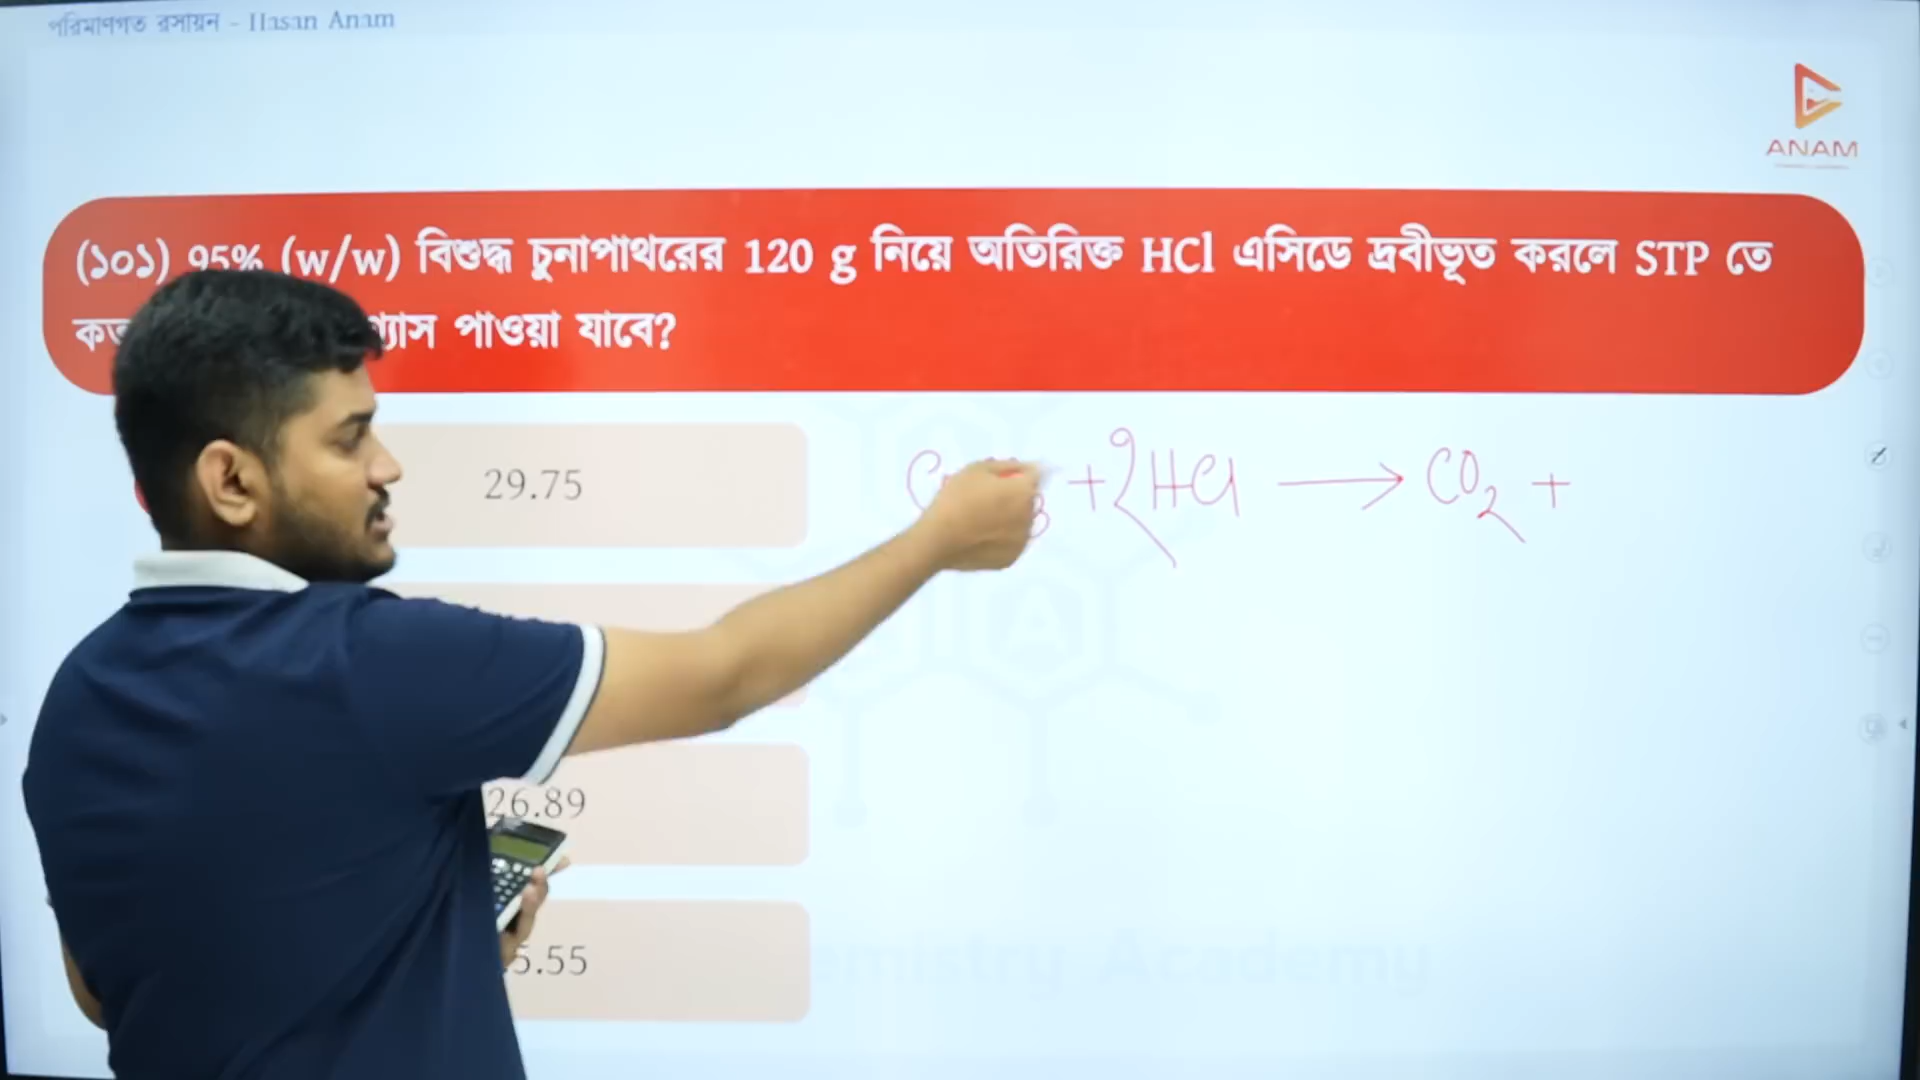 পরিমাণগত রসায়ন - Hasan Anam
ANAM
(১০১) 95% (w/w) বিশুদ্ধ চুনাপাথরের 120 g নিয়ে অতিরিক্ত HCl এসিডে দ্রবীভূত করলে STP তে
পাওয়া যাবে?
29.75
+ 2HCl ⟶ CO₂ +
26.89
5.55
Academy